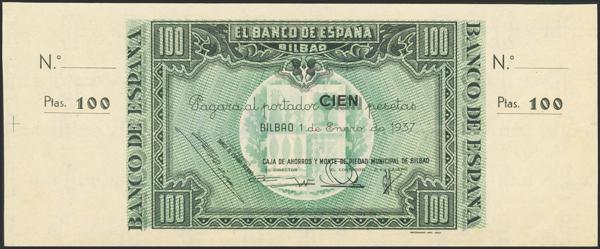 100 EL BANCO DE ESPAÑA 100
BILBAO
BANCO DE ESPAÑA
BANCO DE ESPAÑA
N.º
N.º
Ptas. 100
Ptas. 100
Pagará al portador CIEN pesetas
BILBAO 1 de Enero de 1937
CAJA DE AHORROS Y MONTE DE PIEDAD MUNICIPAL DE BILBAO
EL DIRECTOR
100
100